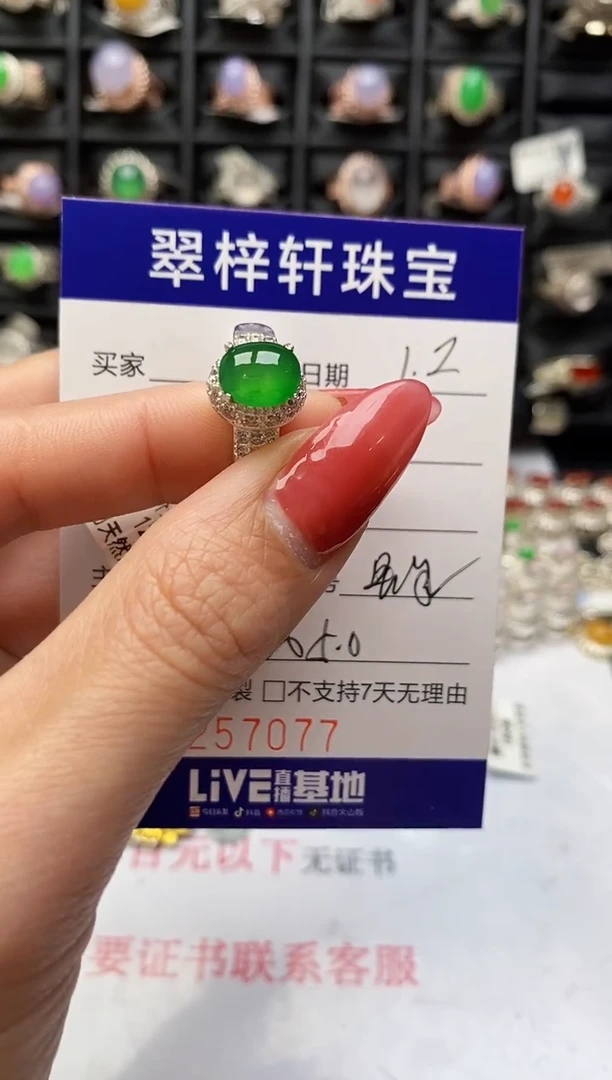 翠梓轩珠宝
买家
日期 1.2
天然
製 □不支持7天无理由
257077
LiVE直播基地
百元以下无证书
要证书联系客服